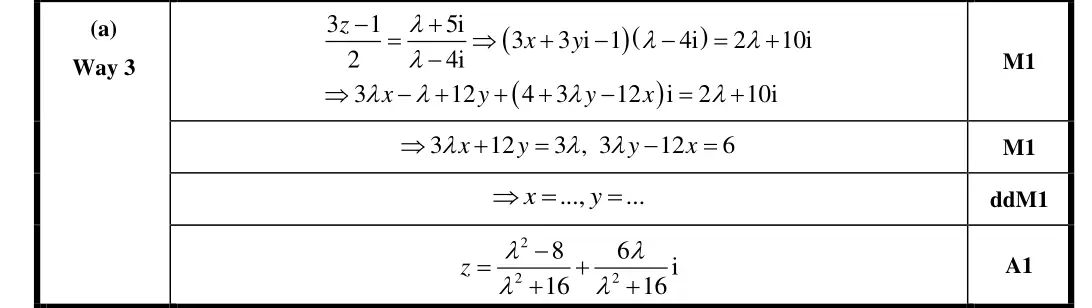 (a)
Way 3
(3z − 1)/2 = (λ + 5i)/(λ − 4i) ⇒ (3x + 3yi − 1)(λ − 4i) = 2λ + 10i
⇒ 3λx − λ + 12y + (4 + 3λy − 12x)i = 2λ + 10i
M1
⇒ 3λx + 12y = 3λ, 3λy − 12x = 6
M1
⇒ x = ..., y = ...
ddM1
z = (λ² − 8)/(λ² + 16) + (6λ)/(λ² + 16) i
A1